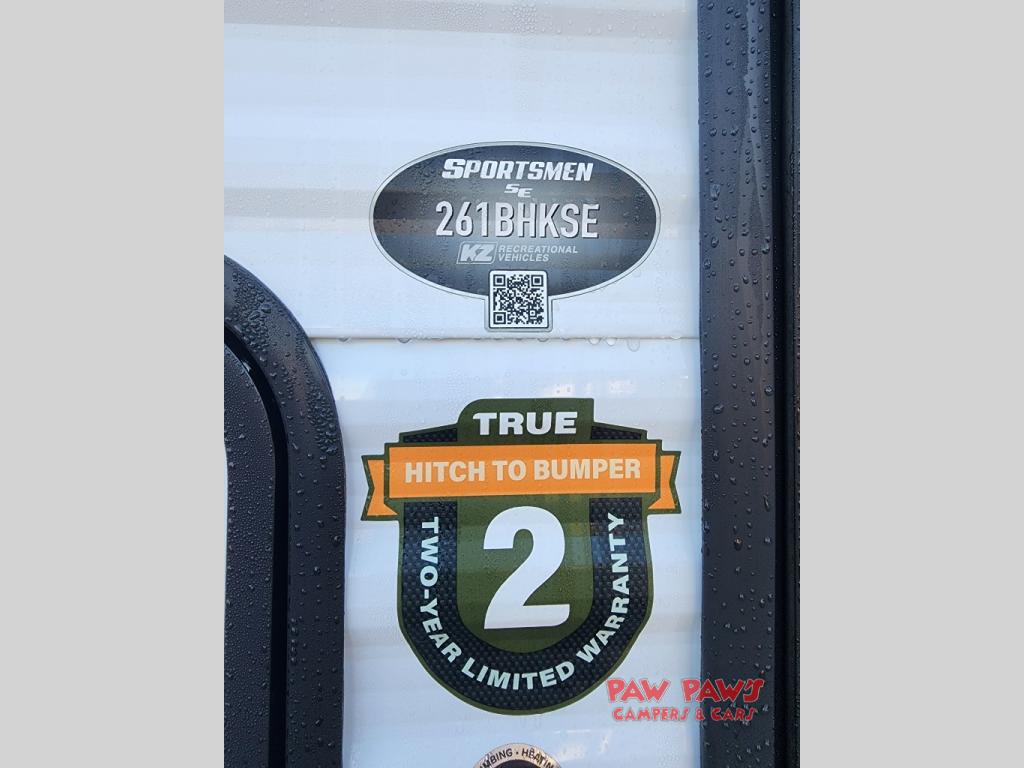 SPORTSMEN
SE
261BHKSE
KZ RECREATIONAL
VEHICLES
TRUE
HITCH TO BUMPER
2
TWO-YEAR LIMITED WARRANTY
PAW PAW'S
CAMPERS & CARS